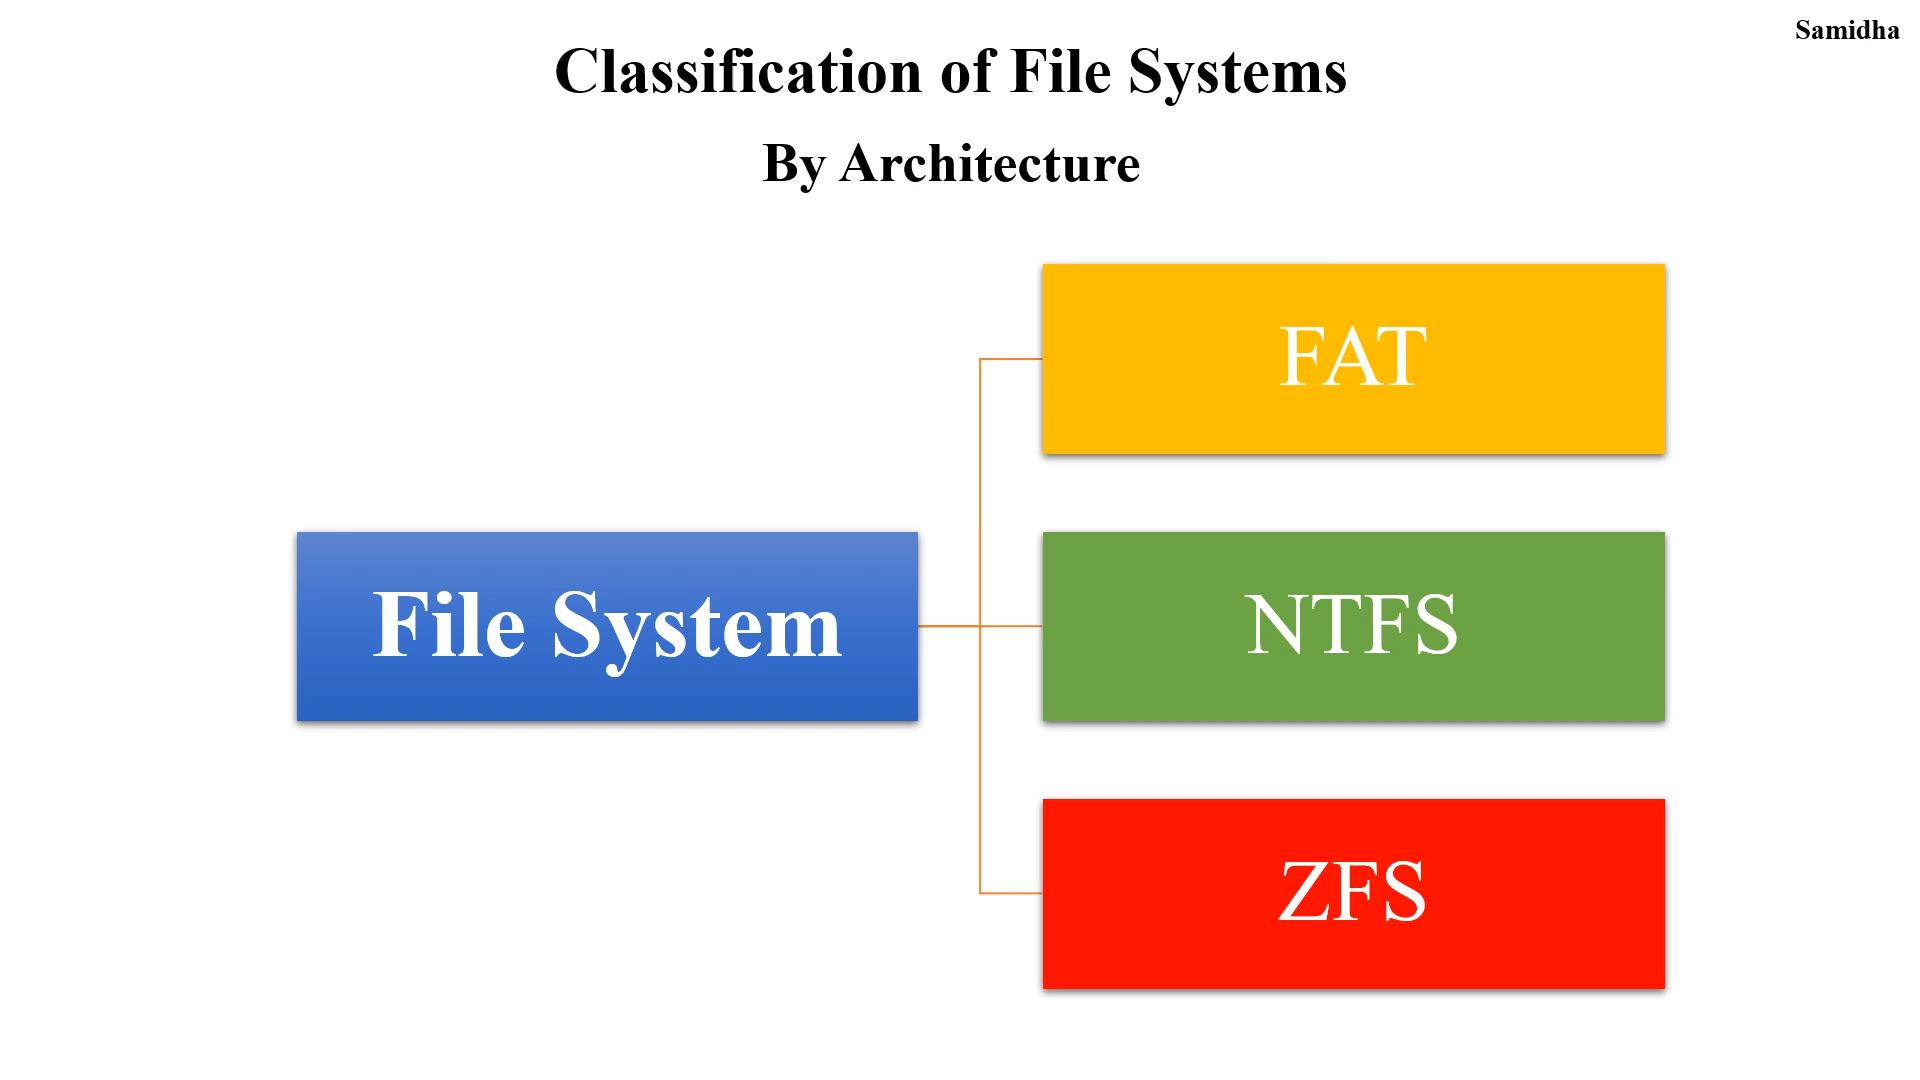 Samidha
Classification of File Systems
By Architecture
FAT
File System
NTFS
ZFS